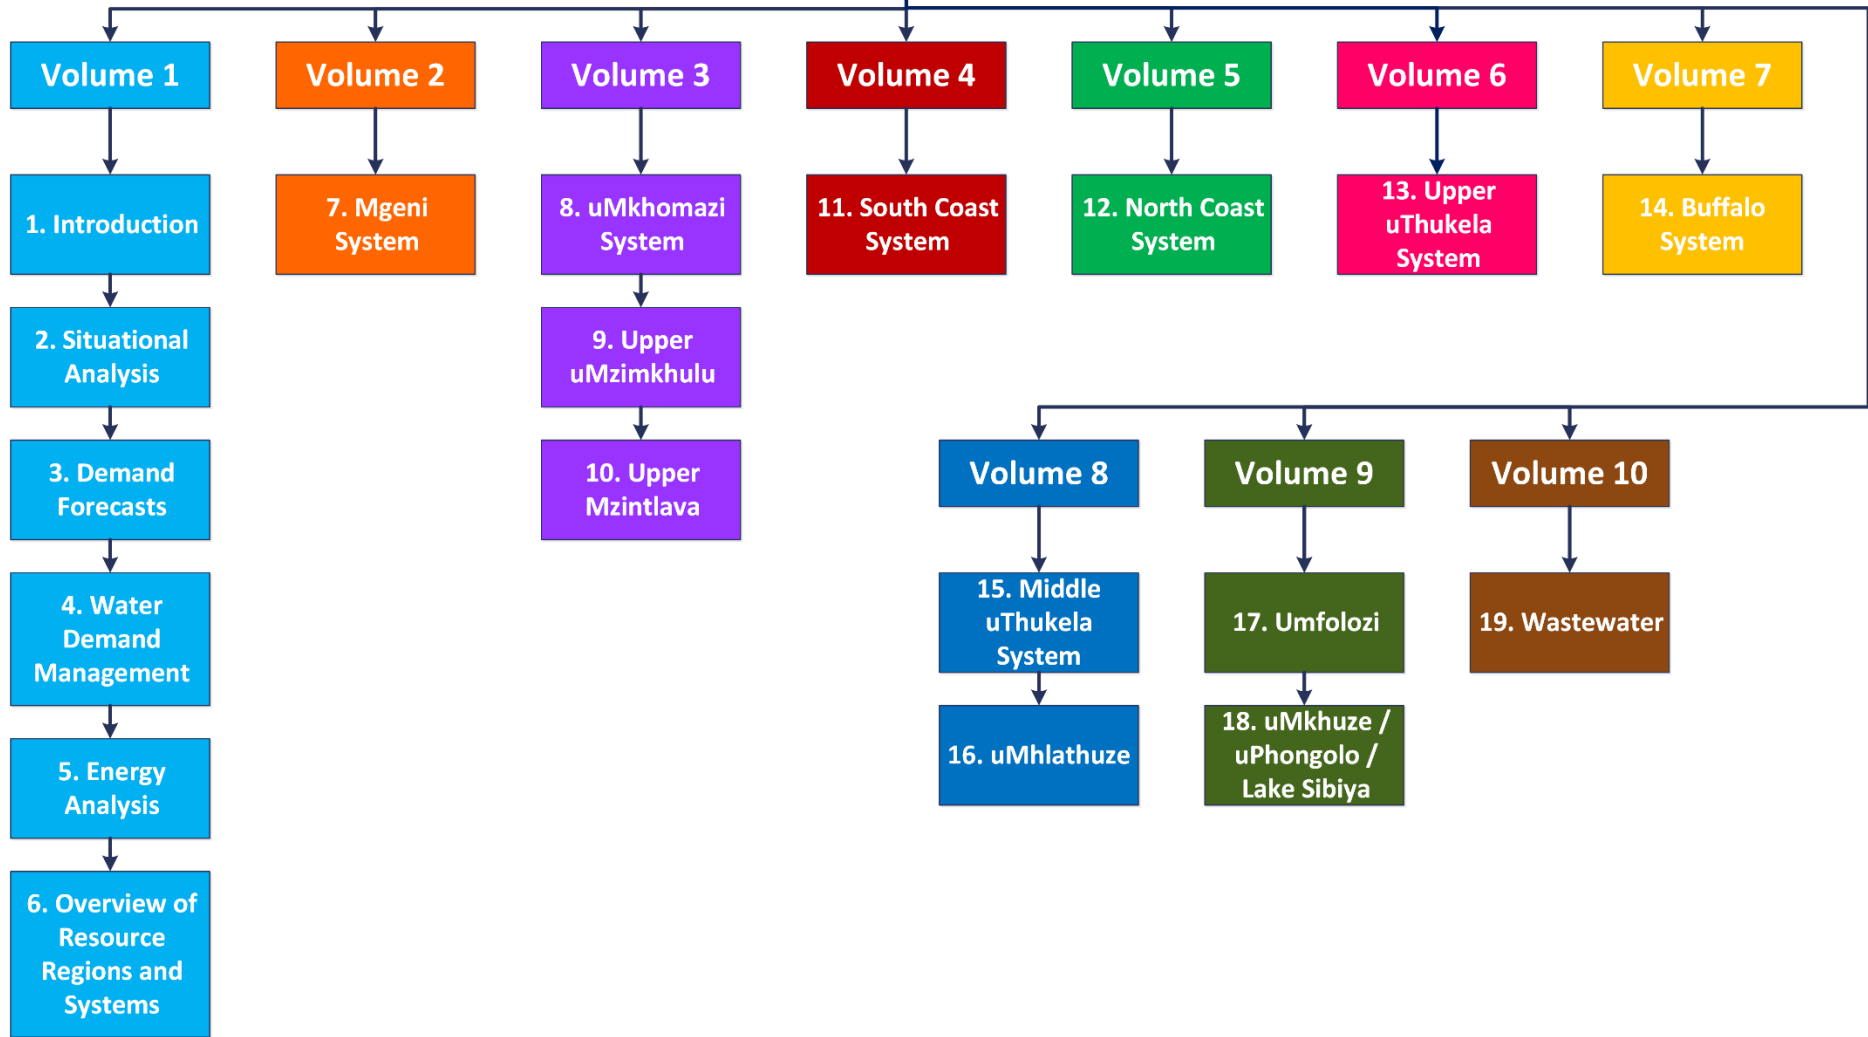 Volume 1
Volume 2
Volume 3
Volume 4
Volume 5
Volume 6
Volume 7
1. Introduction
2. Situational
Analysis
3. Demand
Forecasts
4. Water
Demand
Management
5. Energy
Analysis
6. Overview of
Resource
Regions and
Systems
7. Mgeni
System
8. uMkhomazi
System
9. Upper
uMzimkhulu
10. Upper
Mzintlava
11. South Coast
System
12. North Coast
System
13. Upper
uThukela
System
14. Buffalo
System
Volume 8
Volume 9
Volume 10
15. Middle
uThukela
System
16. uMhlathuze
17. Umfolozi
18. uMkhuze /
uPhongolo /
Lake Sibiya
19. Wastewater